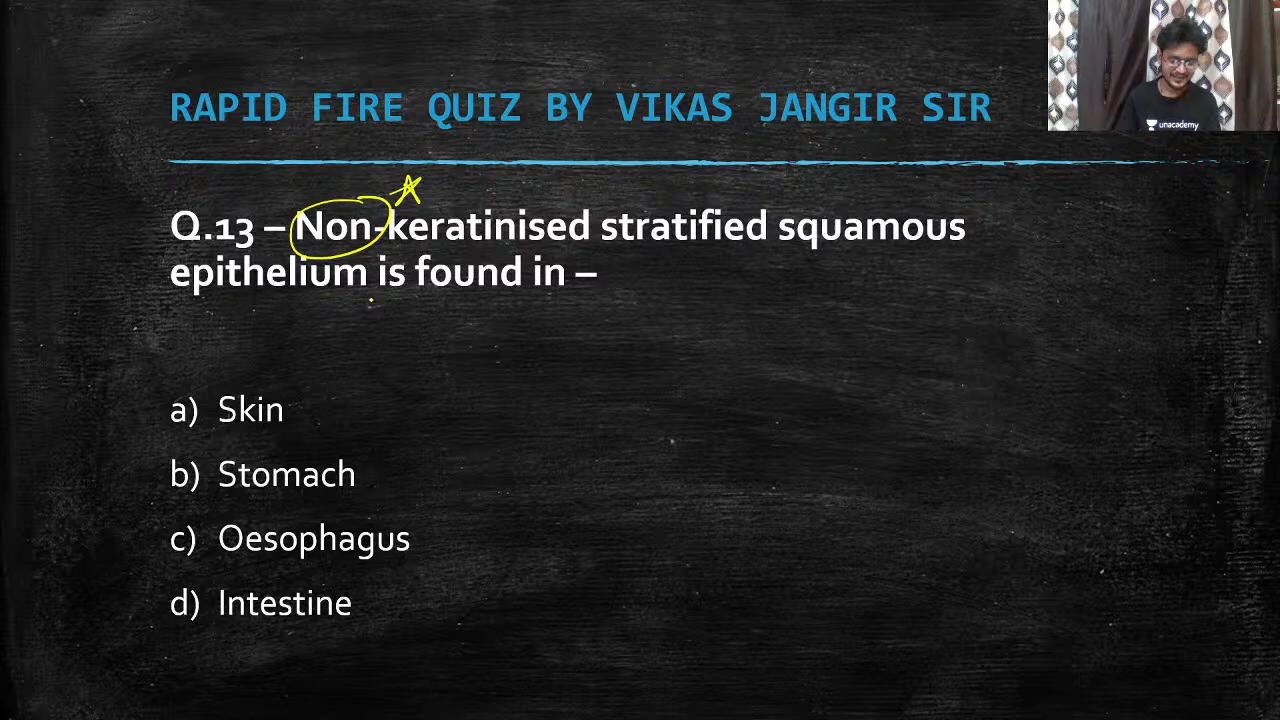 RAPID FIRE QUIZ BY VIKAS JANGIR SIR
unacademy
Q.13 – Non-keratinised stratified squamous
epithelium is found in –
a) Skin
b) Stomach
c) Oesophagus
d) Intestine